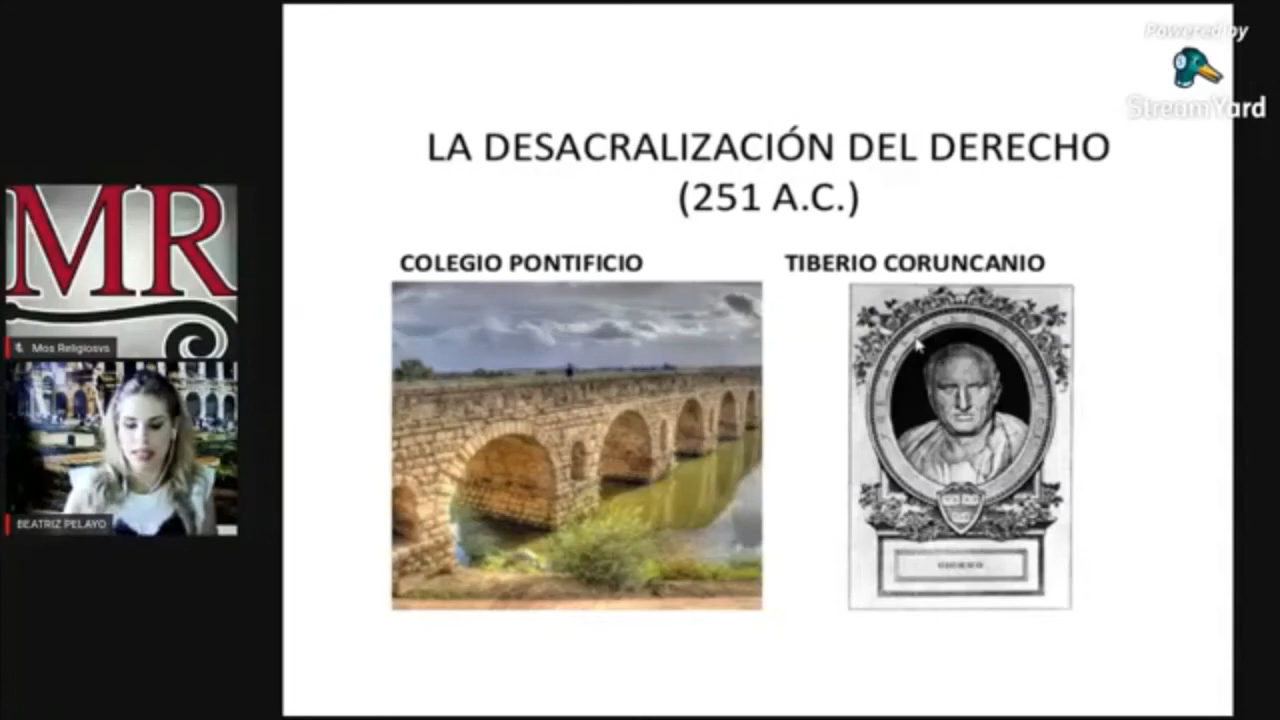 Powered by
StreamYard
LA DESACRALIZACIÓN DEL DERECHO
(251 A.C.)
COLEGIO PONTIFICIO
TIBERIO CORUNCANIO
MR
Mos Religiosvs
BEATRIZ PELAYO